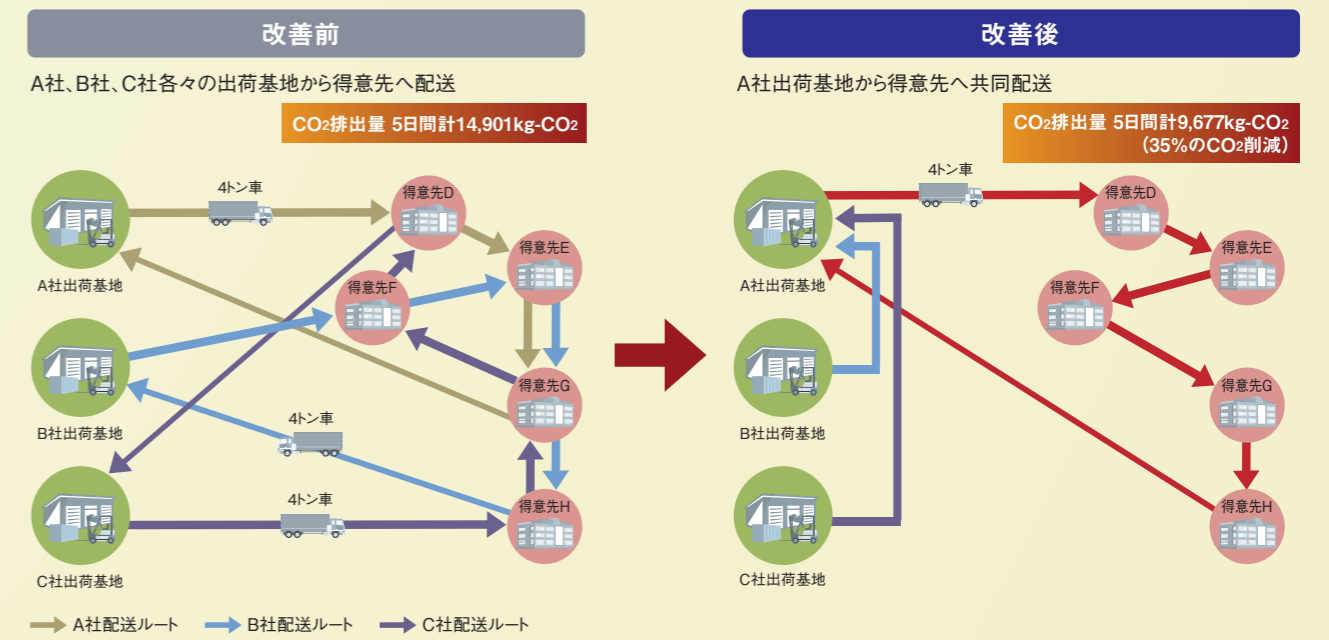 改善前
A社、B社、C社各々の出荷基地から得意先へ配送
CO2排出量 5日間計14,901kg-CO2
4トン車
得意先D
得意先E
得意先F
A社出荷基地
得意先G
B社出荷基地
4トン車
4トン車
得意先H
C社出荷基地
A社配送ルート
B社配送ルート
C社配送ルート
改善後
A社出荷基地から得意先へ共同配送
CO2排出量 5日間計9,677kg-CO2
（35%のCO2削減）
4トン車
得意先D
得意先E
得意先F
A社出荷基地
得意先G
B社出荷基地
得意先H
C社出荷基地